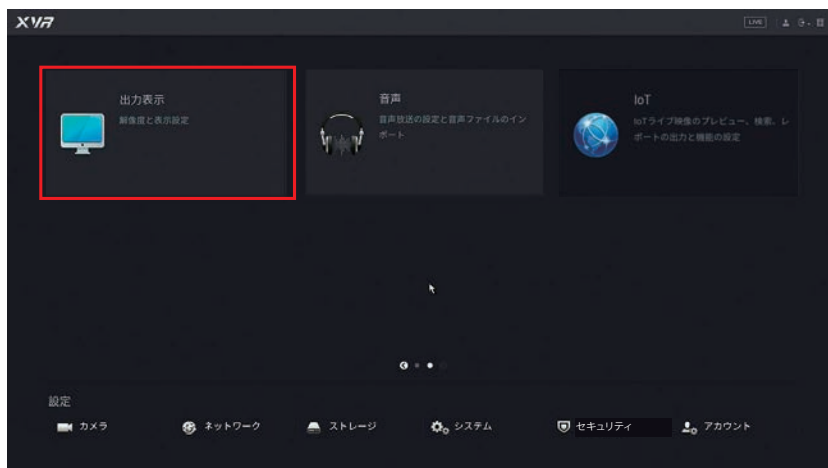 XVR
LIVE
出力表示
解像度と表示設定
音声
音声放送の設定と音声ファイルのイン
ポート
IoT
IoTライブ映像のプレビュー、検索、レ
ポートの出力と機能の設定
設定
カメラ
ネットワーク
ストレージ
システム
セキュリティ
アカウント